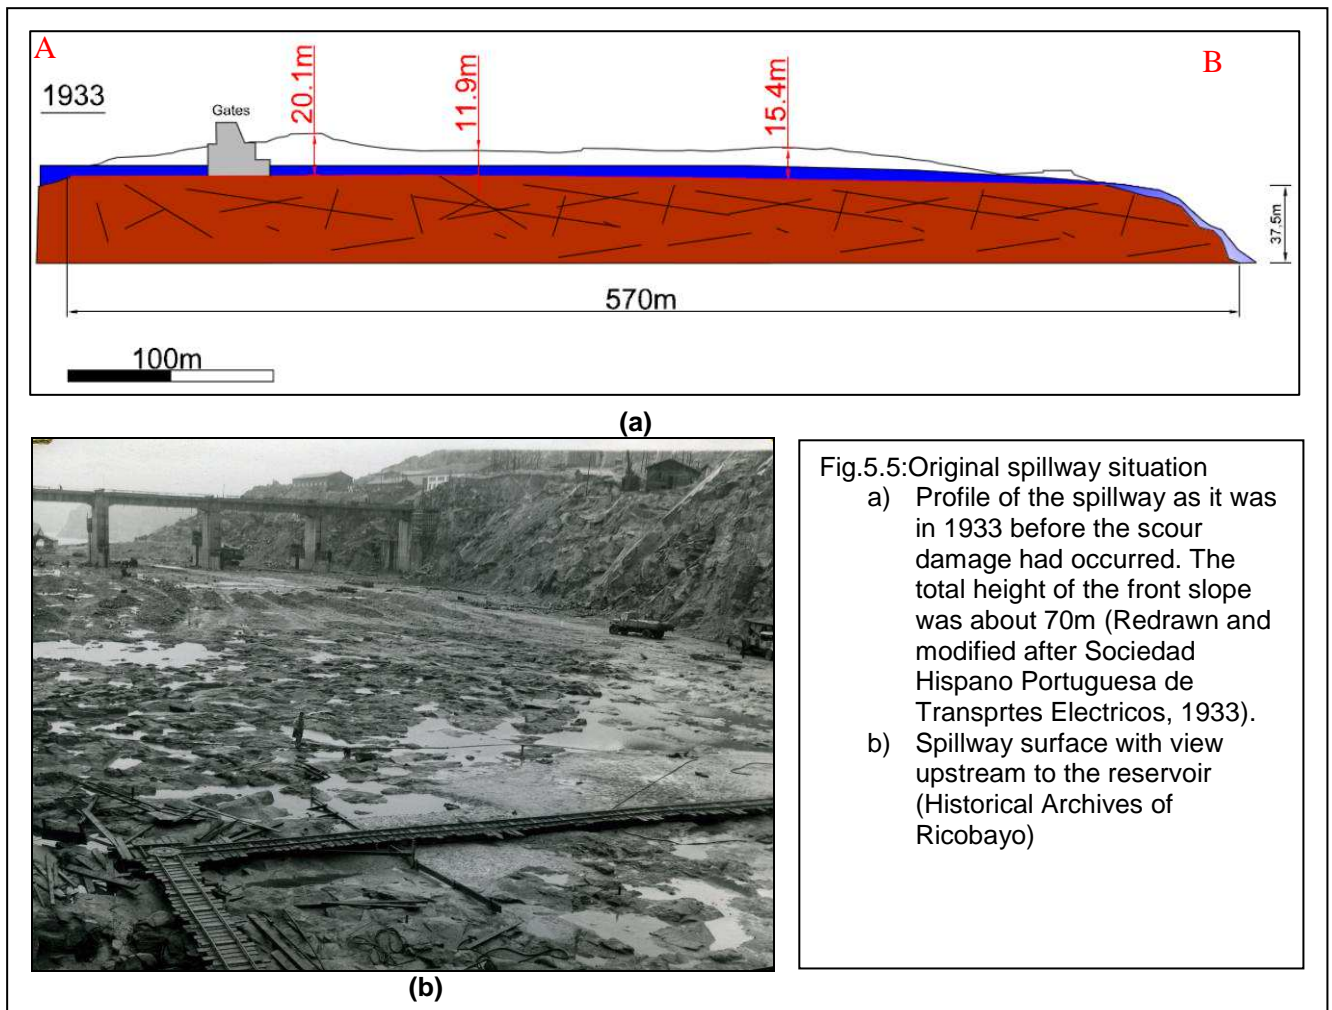 A
B
1933
Gates
20.1m
11.9m
15.4m
37,5m
570m
100m
(a)
(b)
Fig.5.5:Original spillway situation
a) Profile of the spillway as it was
in 1933 before the scour
damage had occurred. The
total height of the front slope
was about 70m (Redrawn and
modified after Sociedad
Hispano Portuguesa de
Transprtes Electricos, 1933).
b) Spillway surface with view
upstream to the reservoir
(Historical Archives of
Ricobayo)